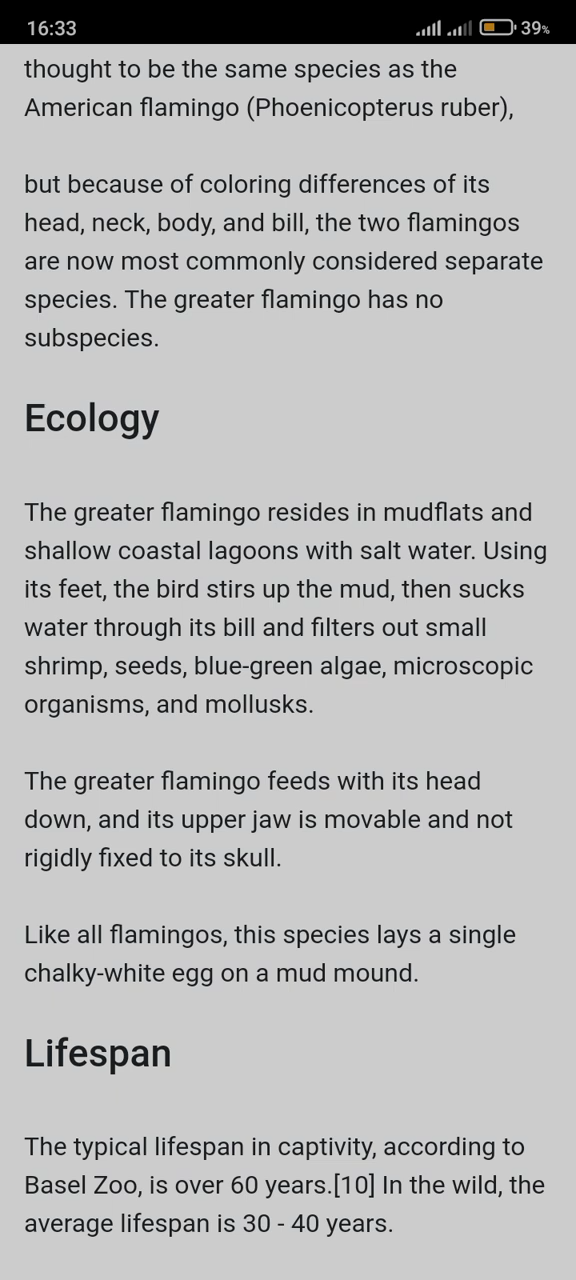 16:33
39%
thought to be the same species as the
American flamingo (Phoenicopterus ruber),
but because of coloring differences of its
head, neck, body, and bill, the two flamingos
are now most commonly considered separate
species. The greater flamingo has no
subspecies.
Ecology
The greater flamingo resides in mudflats and
shallow coastal lagoons with salt water. Using
its feet, the bird stirs up the mud, then sucks
water through its bill and filters out small
shrimp, seeds, blue-green algae, microscopic
organisms, and mollusks.
The greater flamingo feeds with its head
down, and its upper jaw is movable and not
rigidly fixed to its skull.
Like all flamingos, this species lays a single
chalky-white egg on a mud mound.
Lifespan
The typical lifespan in captivity, according to
Basel Zoo, is over 60 years.[10] In the wild, the
average lifespan is 30 - 40 years.